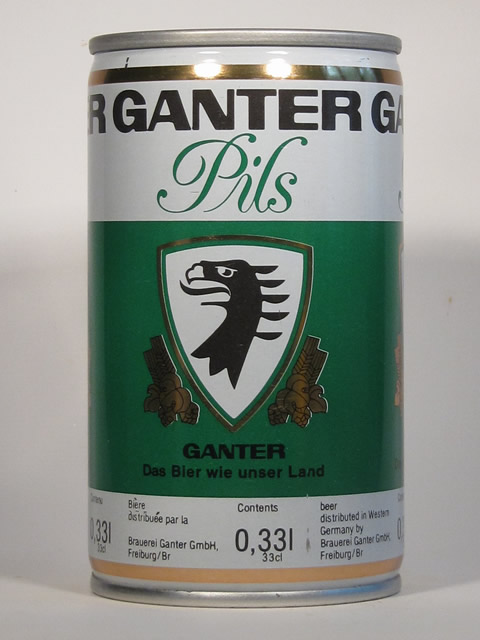 R GANTER GA
Pils
GANTER
Das Bier wie unser Land
Bière
distribuée par la
Brauerei Ganter GmbH,
Freiburg/Br
0,33l
33cl
Contents
0,33l
33cl
beer
distributed in Western
Germany by
Brauerei Ganter GmbH,
Freiburg/Br